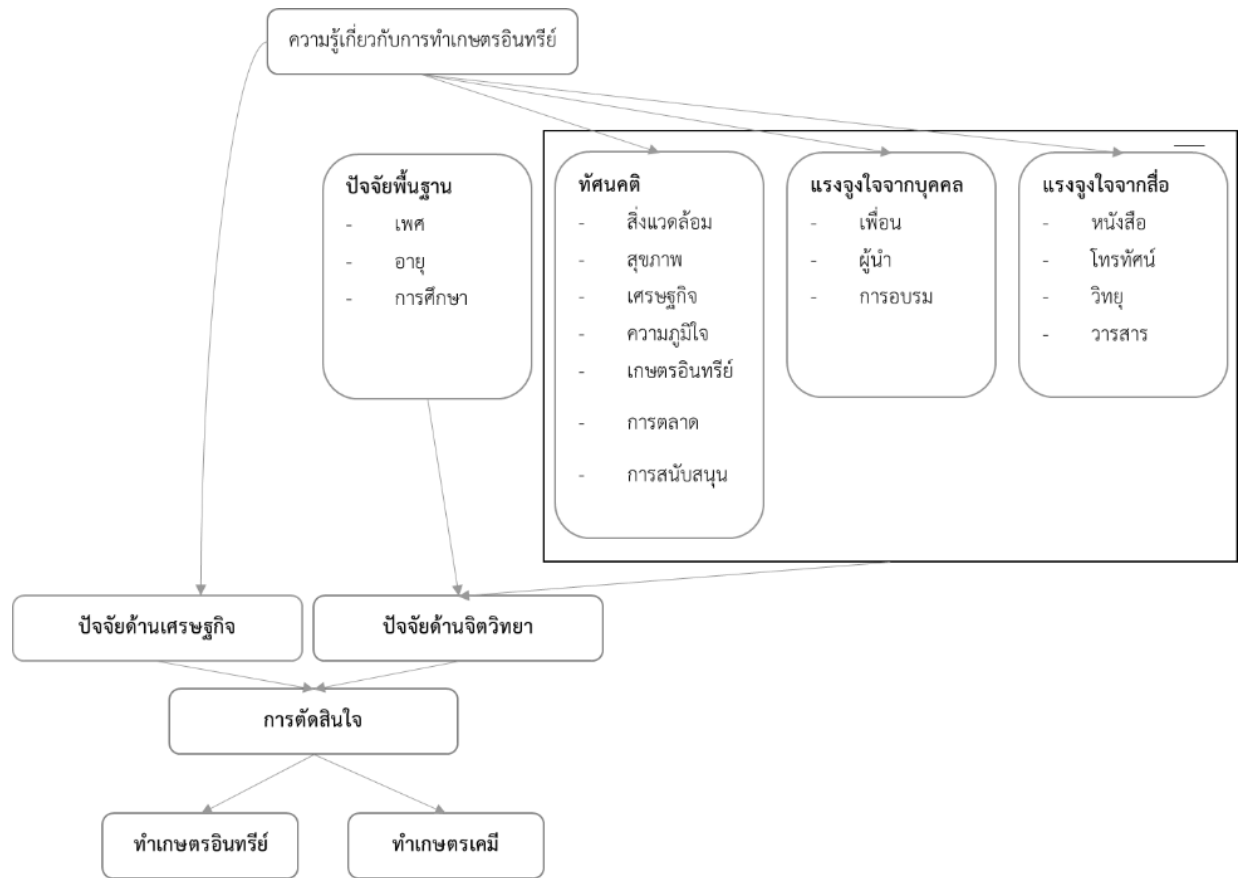 ความรู้เกี่ยวกับการทำเกษตรอินทรีย์
ปัจจัยพื้นฐาน
- เพศ
- อายุ
- การศึกษา
ทัศนคติ
- สิ่งแวดล้อม
- สุขภาพ
- เศรษฐกิจ
- ความภูมิใจ
- เกษตรอินทรีย์
- การตลาด
- การสนับสนุน
แรงจูงใจจากบุคคล
- เพื่อน
- ผู้นำ
- การอบรม
แรงจูงใจจากสื่อ
- หนังสือ
- โทรทัศน์
- วิทยุ
- วารสาร
ปัจจัยด้านเศรษฐกิจ
ปัจจัยด้านจิตวิทยา
การตัดสินใจ
ทำเกษตรอินทรีย์
ทำเกษตรเคมี